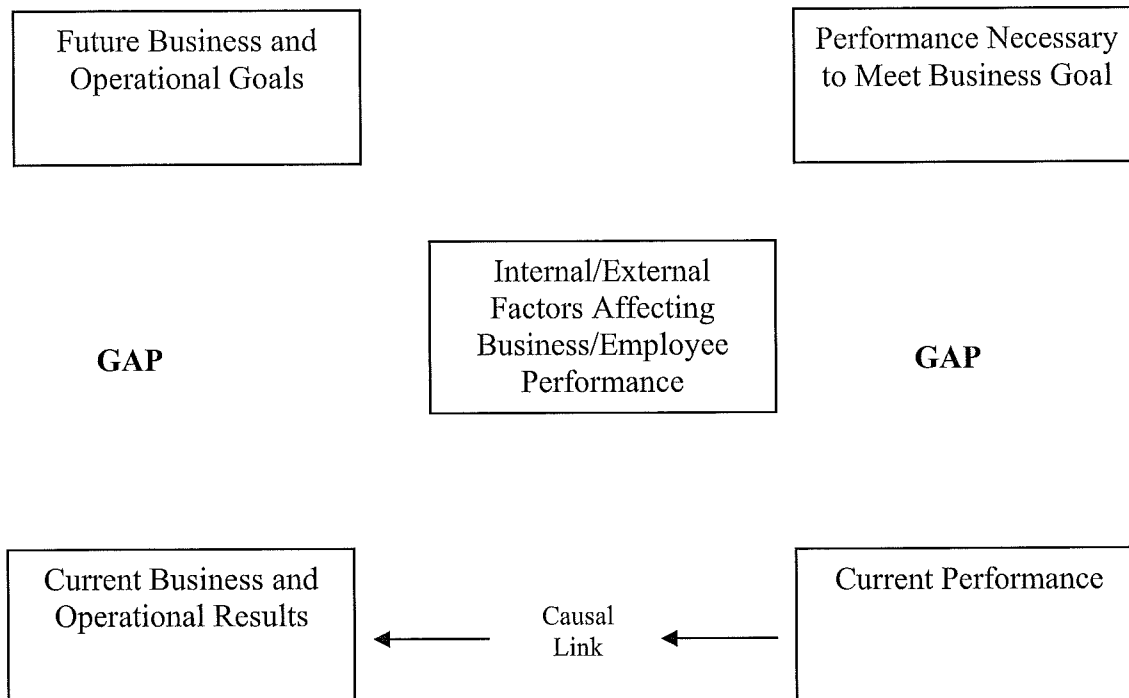 Future Business and
Operational Goals
Performance Necessary
to Meet Business Goal
Internal/External
Factors Affecting
Business/Employee
Performance
GAP
GAP
Current Business and
Operational Results
Causal
Link
Current Performance